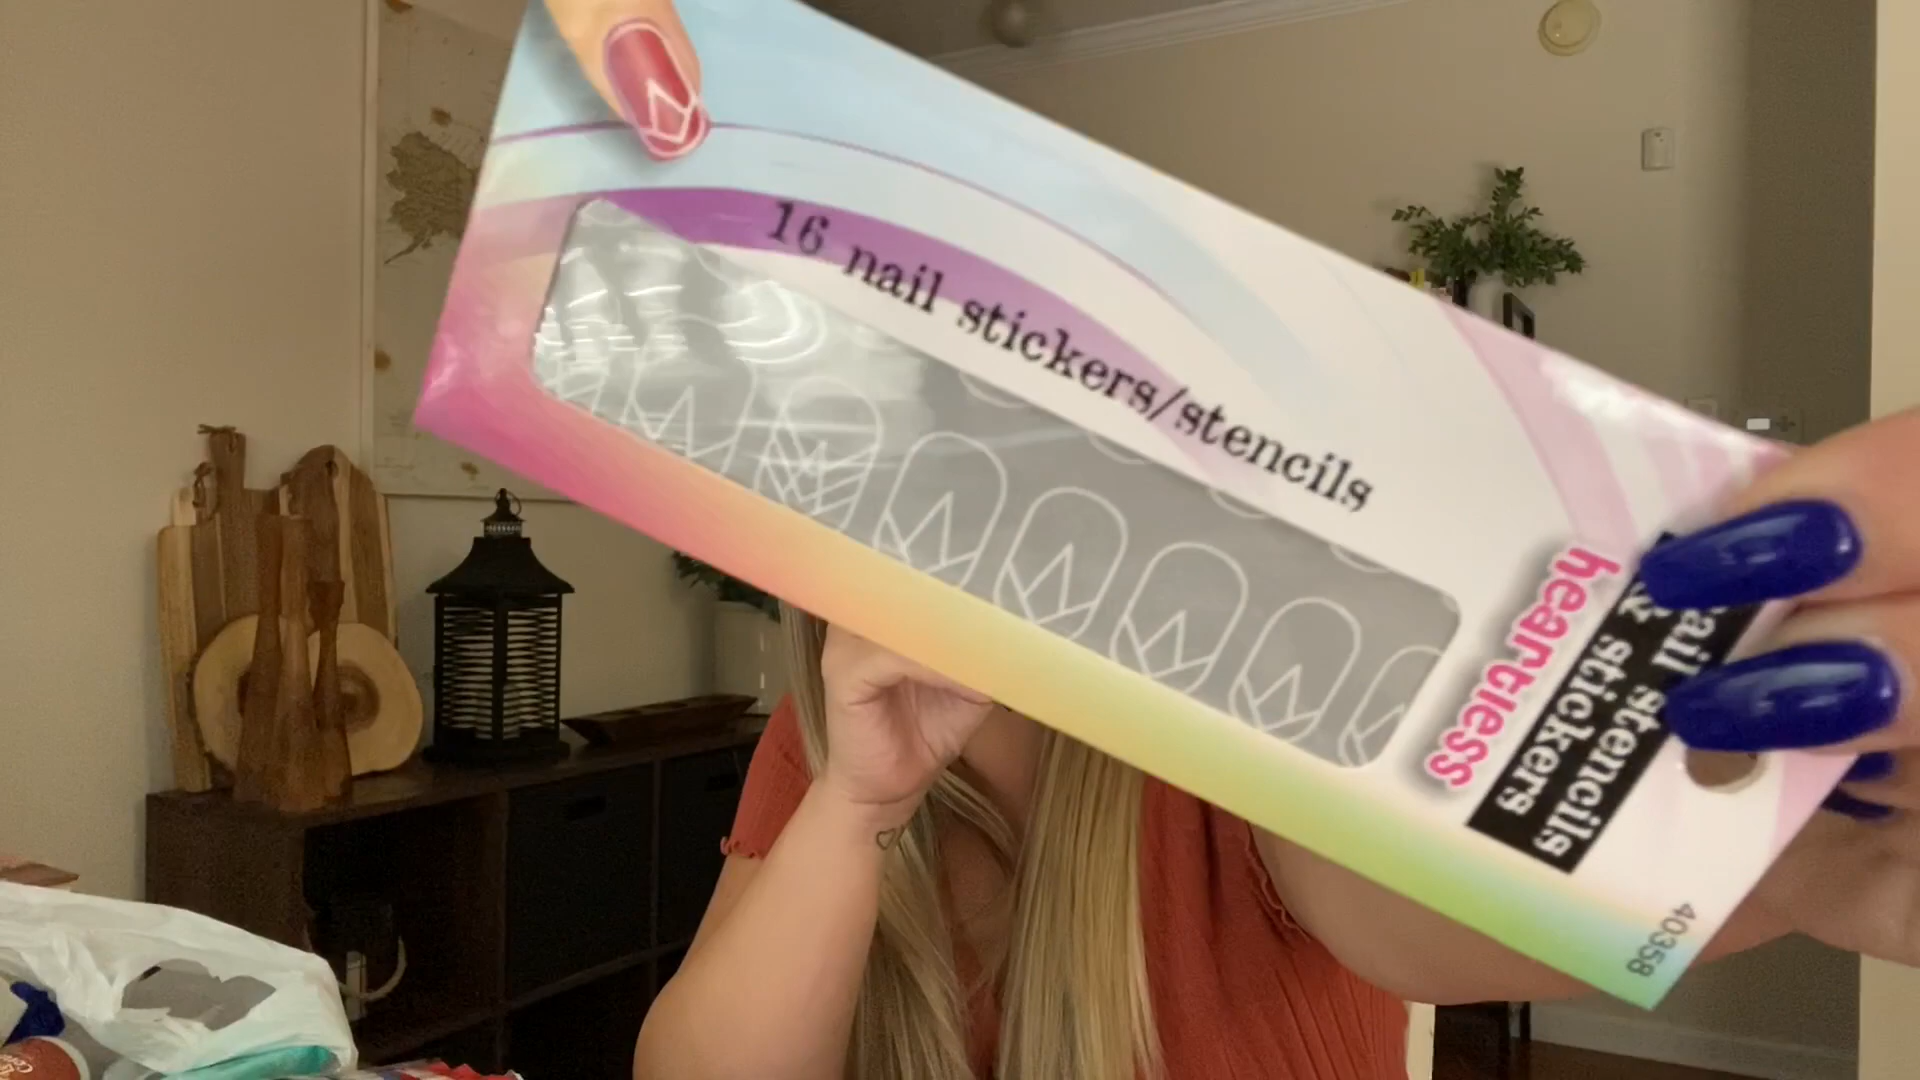 16 nail stickers/stencils
heartless
nail stencils
& stickers
40358